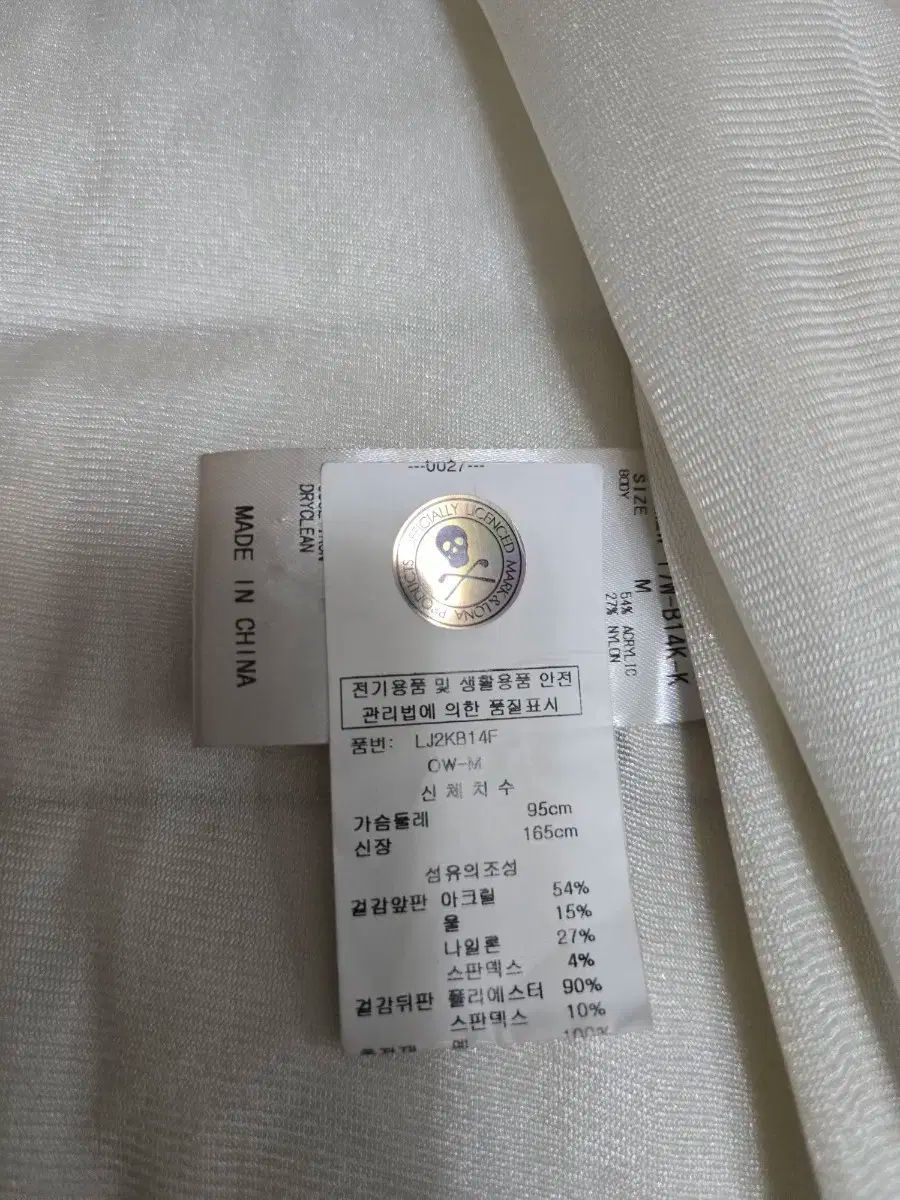 ---0027---
OFFICIALLY LICENCED MARK&LONA PRODUCTS
전기용품 및 생활용품 안전
관리법에 의한 품질표시
품번: LJ2KB14F
OW-M
신체치수
가슴둘레 95cm
신장 165cm
섬유의조성
겉감앞판 아크릴 54%
울 15%
나일론 27%
스판덱스 4%
겉감뒤판 폴리에스터 90%
스판덱스 10%
100%
MADE IN CHINA
DRYCLEAN
17W-B14K-K
SIZE M
BODY 54% ACRYLIC
27% NYLON